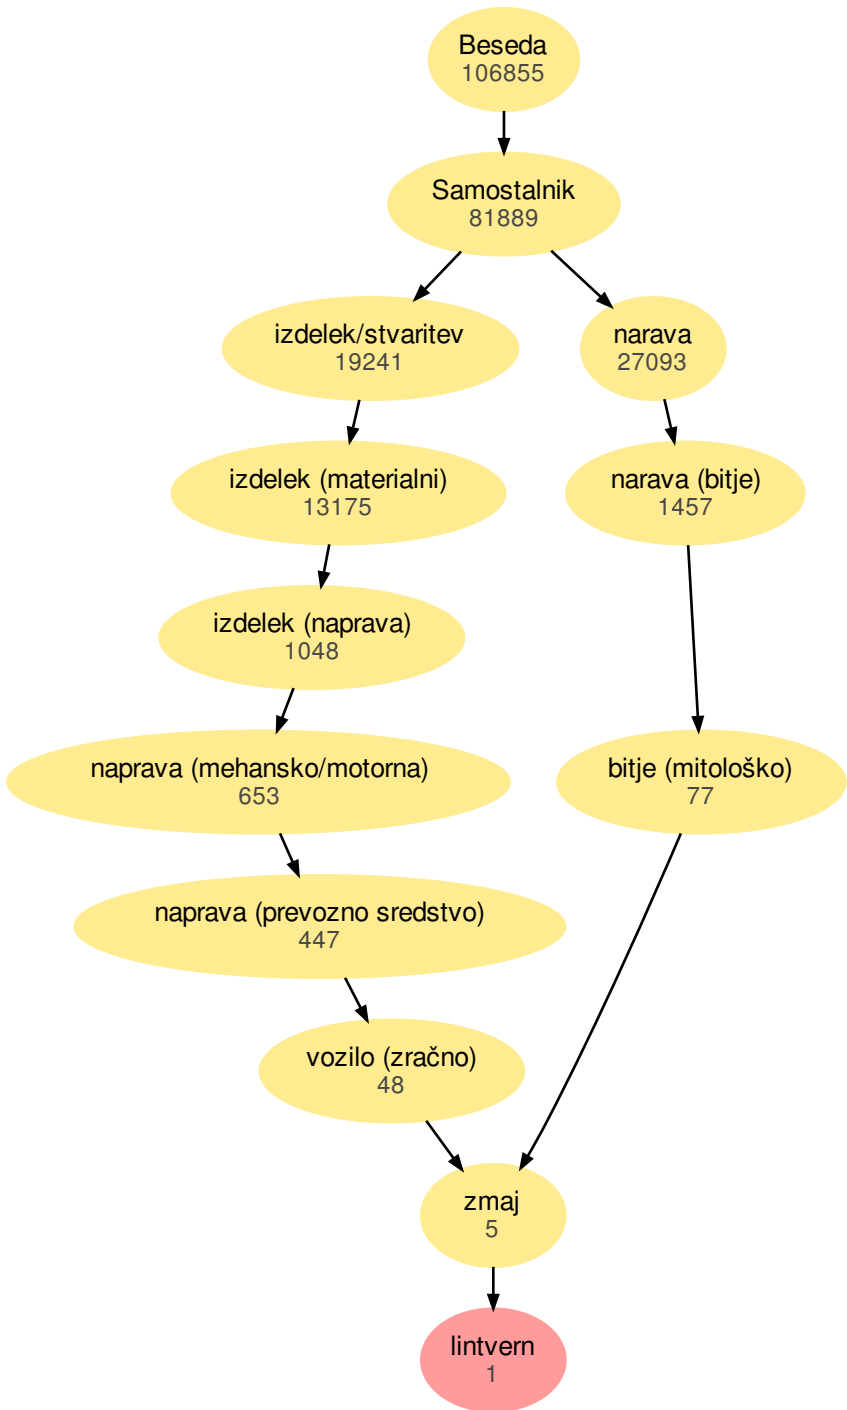 Beseda
106855
Samostalnik
81889
izdelek/stvaritev
19241
narava
27093
izdelek (materialni)
13175
narava (bitje)
1457
izdelek (naprava)
1048
naprava (mehansko/motorna)
653
bitje (mitološko)
77
naprava (prevozno sredstvo)
447
vozilo (zračno)
48
zmaj
5
lintvern
1